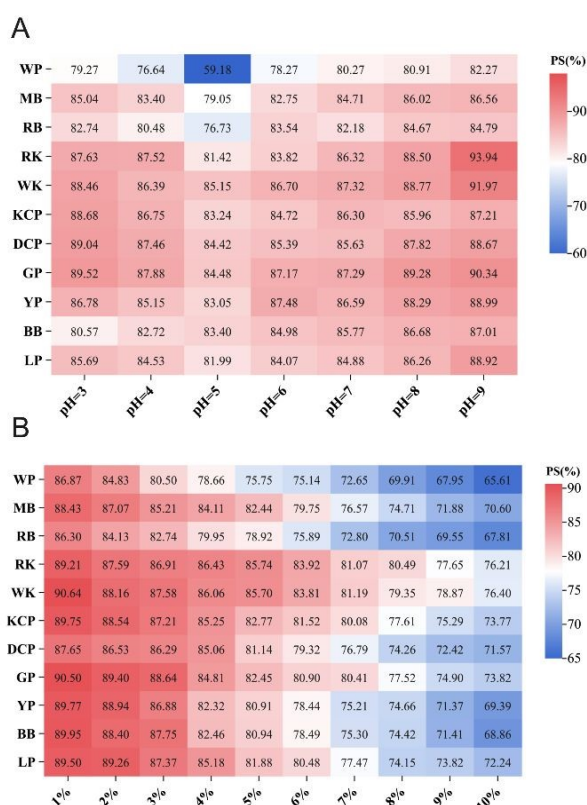 A
PS(%)
WP 79.27 76.64 59.18 78.27 80.27 80.91 82.27
MB 85.04 83.40 79.05 82.75 84.71 86.02 86.56
90
RB 82.74 80.48 76.73 83.54 82.18 84.67 84.79
RK 87.63 87.52 81.42 83.82 86.32 88.50 93.94
80
WK 88.46 86.39 85.15 86.70 87.32 88.77 91.97
KCP 88.68 86.75 83.24 84.72 86.30 85.96 87.21
70
DCP 89.04 87.46 84.42 85.39 85.63 87.82 88.67
60
GP 89.52 87.88 84.48 87.17 87.29 89.28 90.34
YP 86.78 85.15 83.05 87.48 86.59 88.29 88.99
BB 80.57 82.72 83.40 84.98 85.77 86.68 87.01
LP 85.69 84.53 81.99 84.07 84.88 86.26 88.92
pH=3 pH=4 pH=5 pH=6 pH=7 pH=8 pH=9
B
PS(%)
WP 86.87 84.83 80.50 78.66 75.75 75.14 72.65 69.91 67.95 65.61
90
MB 88.43 87.07 85.21 84.11 82.44 79.75 76.57 74.71 71.88 70.60
85
RB 86.30 84.13 82.74 79.95 78.92 75.89 72.80 70.51 69.55 67.81
RK 89.21 87.59 86.91 86.43 85.74 83.92 81.07 80.49 77.65 76.21
80
WK 90.64 88.16 87.58 86.06 85.70 83.81 81.19 79.35 78.87 76.40
75
KCP 89.75 88.54 87.21 85.25 82.77 81.52 80.08 77.61 75.29 73.77
70
DCP 87.65 86.53 86.29 85.06 81.14 79.32 76.79 74.26 72.42 71.57
65
GP 90.50 89.40 88.64 84.81 82.45 80.90 80.41 77.52 74.90 73.82
YP 89.77 88.94 86.88 82.32 80.91 78.44 75.21 74.66 71.37 69.39
BB 89.95 88.40 87.75 82.46 80.94 78.49 75.30 74.42 71.41 68.86
LP 89.50 89.26 87.37 85.18 81.88 80.48 77.47 74.15 73.82 72.24
1% 2% 3% 4% 5% 6% 7% 8% 9% 10%